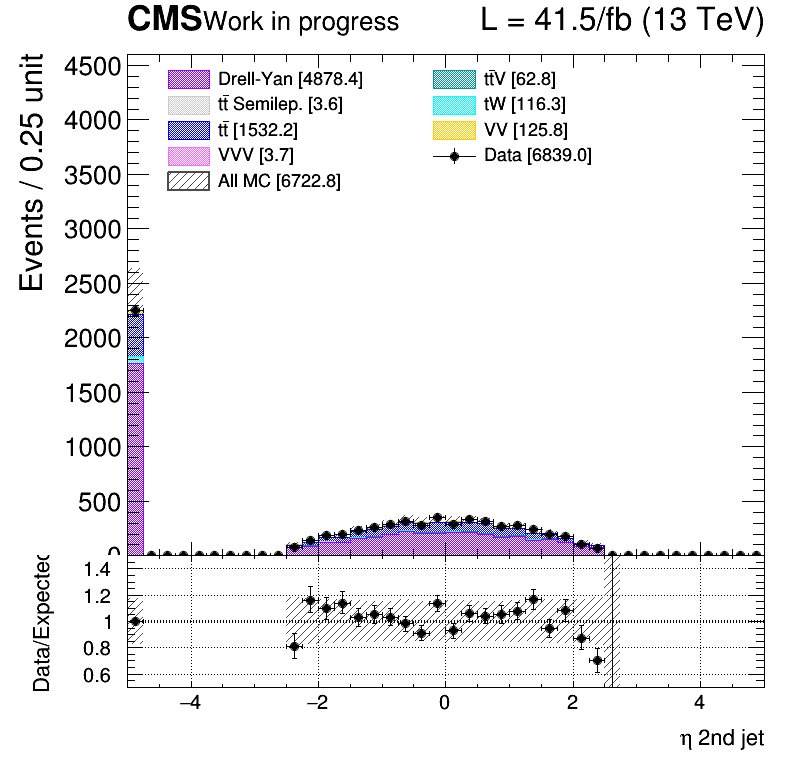 CMS Work in progress L = 41.5/fb (13 TeV)
Events / 0.25 unit
4500
4000
3500
3000
2500
2000
1500
1000
500
0
Drell-Yan [4878.4]
tt̄ Semilep. [3.6]
tt̄ [1532.2]
VVV [3.7]
All MC [6722.8]
tt̄V [62.8]
tW [116.3]
VV [125.8]
Data [6839.0]
Data/Expected
1.4
1.2
1
0.8
0.6
−4 −2 0 2 4
η 2nd jet